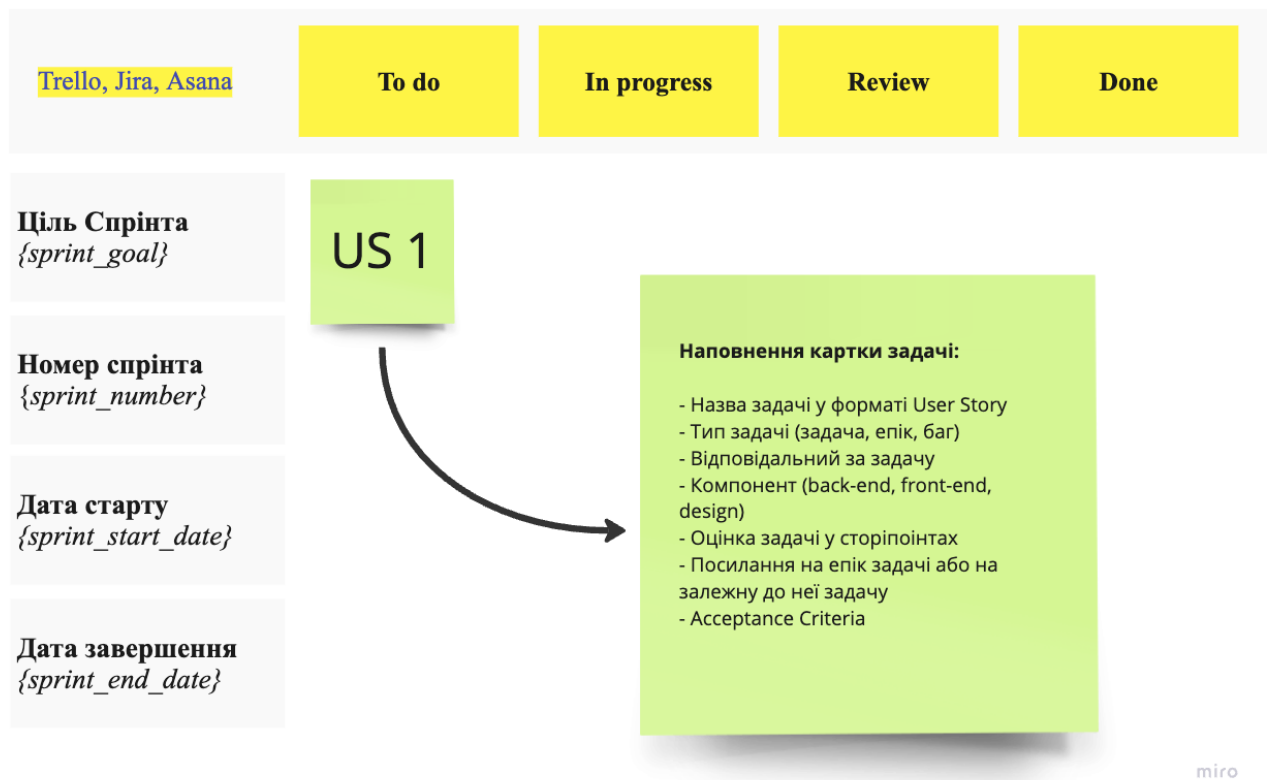 Trello, Jira, Asana
To do
In progress
Review
Done
Ціль Спрінта
{sprint_goal}
Номер спрінта
{sprint_number}
Дата старту
{sprint_start_date}
Дата завершення
{sprint_end_date}
US 1
Наповнення картки задачі:
- Назва задачі у форматі User Story
- Тип задачі (задача, епік, баг)
- Відповідальний за задачу
- Компонент (back-end, front-end,
design)
- Оцінка задачі у сторіпоінтах
- Посилання на епік задачі або на
залежну до неї задачу
- Acceptance Criteria
miro